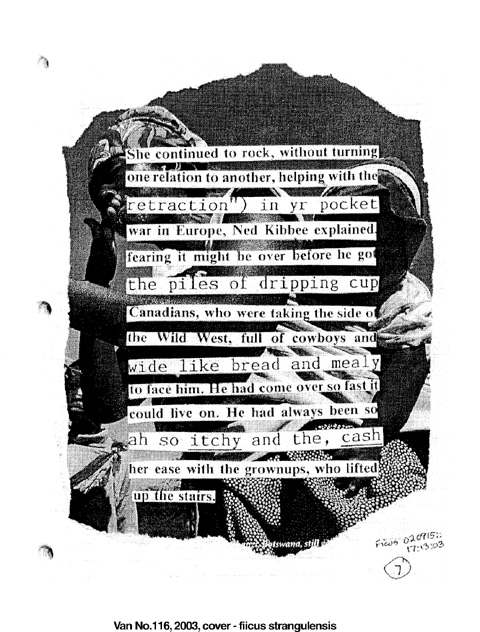 She continued to rock, without turning
one relation to another, helping with the
retraction") in yr pocket
war in Europe, Ned Kibbee explained.
fearing it might be over before he got
the piles of dripping cup
Canadians, who were taking the side of
the Wild West, full of cowboys and
wide like bread and mealy
to face him. He had come over so fast it
could live on. He had always been so
ah so itchy and the, cash
her ease with the grownups, who lifted
up the stairs.
Botswana, still
Ficus 020915::
17:13:03
7
Van No.116, 2003, cover - fiicus strangulensis